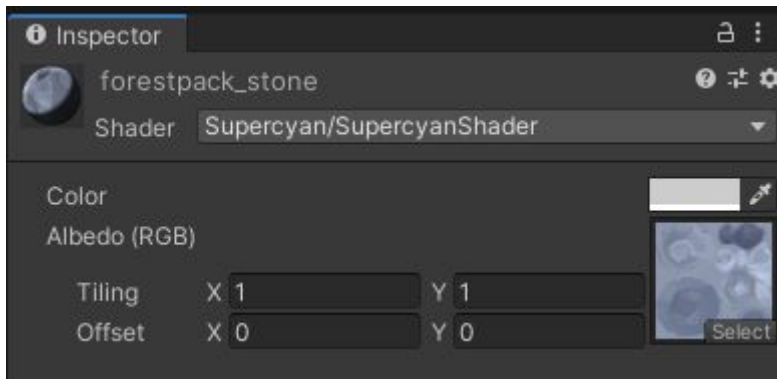 Inspector
forestpack_stone
Shader Supercyan/SupercyanShader
Color
Albedo (RGB)
Tiling X 1 Y 1
Offset X 0 Y 0
Select